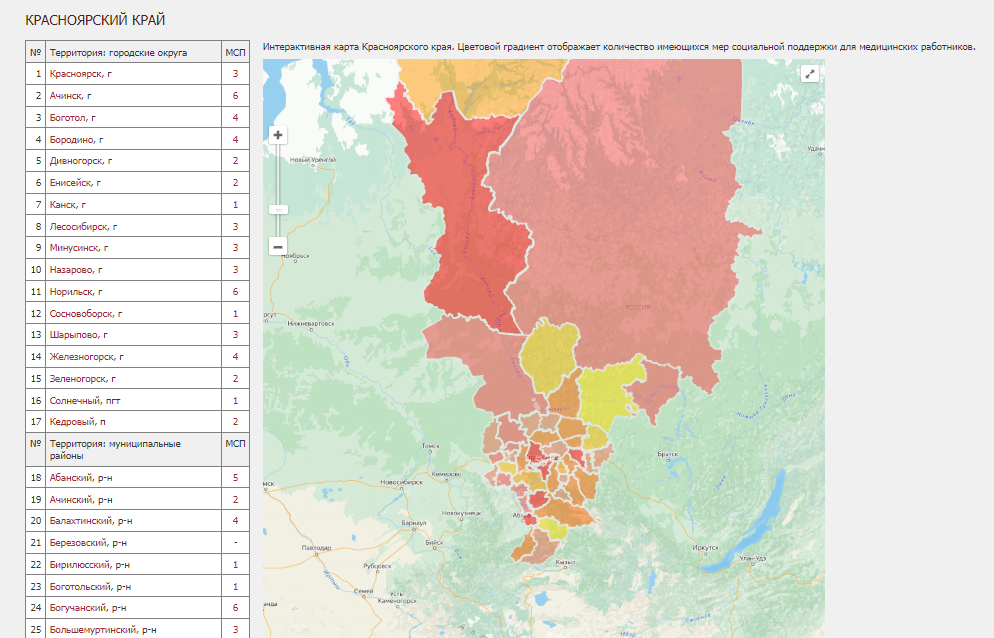 КРАСНОЯРСКИЙ КРАЙ
Интерактивная карта Красноярского края. Цветовой градиент отображает количество имеющихся мер социальной поддержки для медицинских работников.
№ Территория: городские округа МСП
1 Красноярск, г 3
2 Ачинск, г 6
3 Боготол, г 4
4 Бородино, г 4
5 Дивногорск, г 2
6 Енисейск, г 2
7 Канск, г 1
8 Лесосибирск, г 3
9 Минусинск, г 3
10 Назарово, г 3
11 Норильск, г 6
12 Сосновоборск, г 1
13 Шарыпово, г 3
14 Железногорск, г 4
15 Зеленогорск, г 2
16 Солнечный, пгт 1
17 Кедровый, п 2
№ Территория: муниципальные МСП
районы
18 Абанский, р-н 5
19 Ачинский, р-н 2
20 Балахтинский, р-н 4
21 Березовский, р-н -
22 Бирилюсский, р-н 1
23 Боготольский, р-н 1
24 Богучанский, р-н 6
25 Большемуртинский, р-н 3
+
−
Новый Уренгой
Ноябрьск
Нижневартовск
РОССИЯ
Обь
Томск
Кемерово
Новосибирск
Новокузнецк
Барнаул
Бийск
Павлодар
Рубцовск
Семей
Усть-
Каменогорск
Кызыл
Братск
Иркутск
Улан-Удэ
Лена